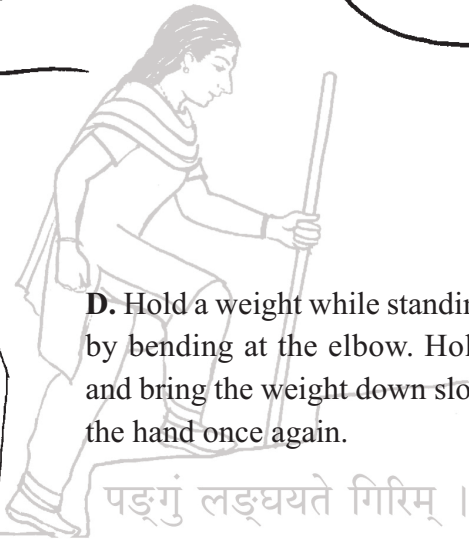 D. Hold a weight while standin
by bending at the elbow. Hol
and bring the weight down slo
the hand once again.
पङ्गुं लङ्घयते गिरिम् ।